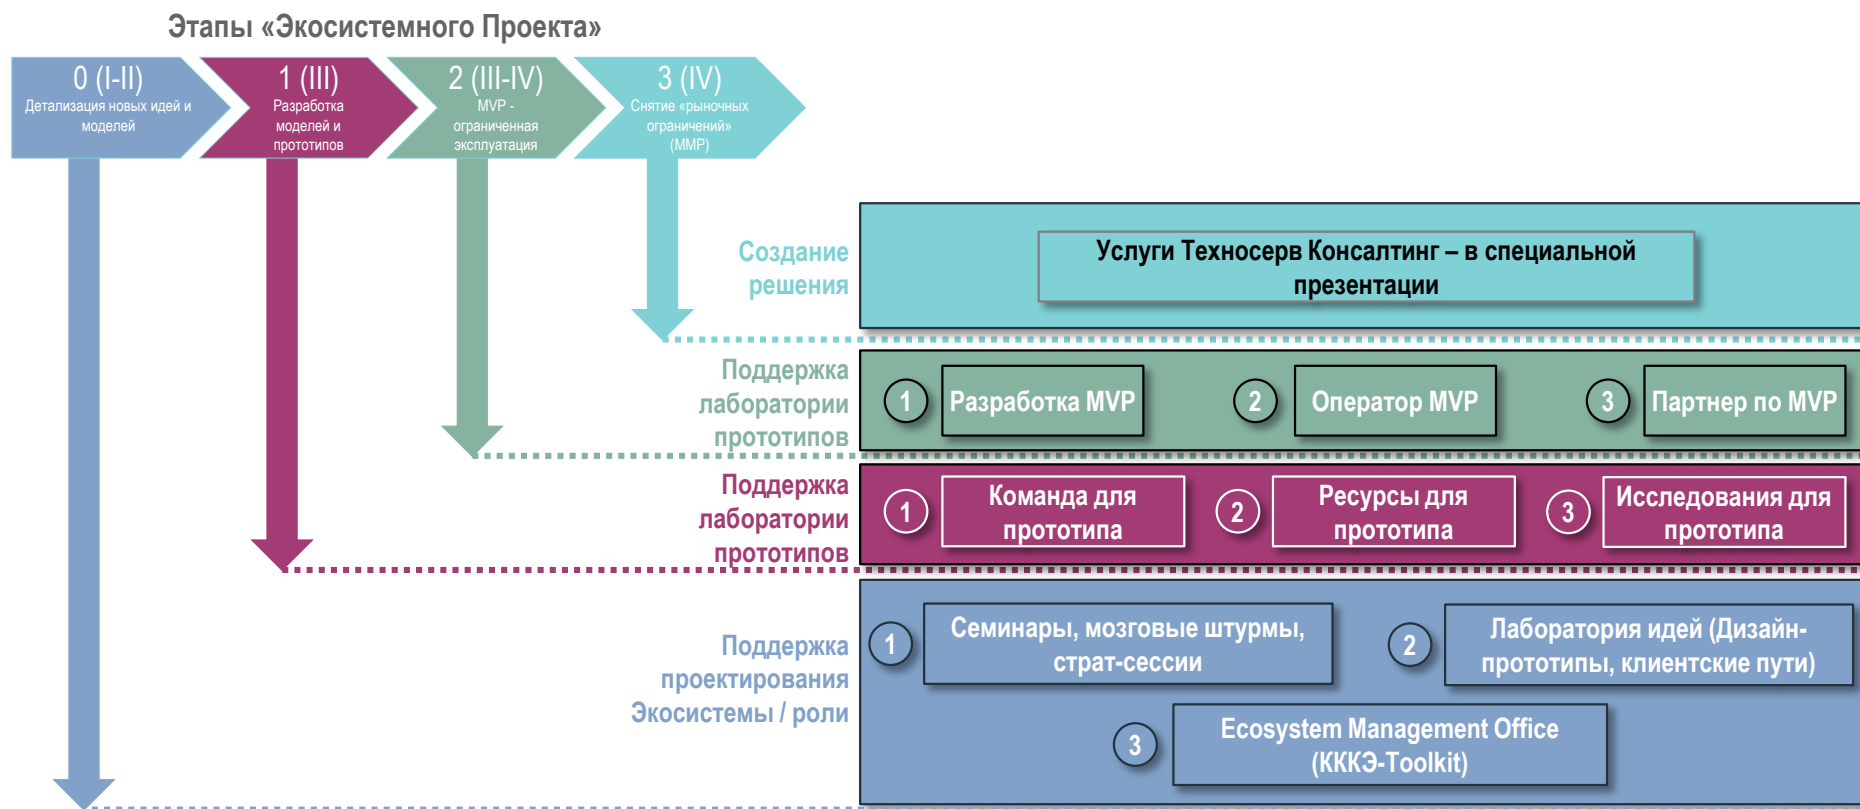 Этапы «Экосистемного Проекта»
0 (I-II)
Детализация новых идей и
моделей
1 (III)
Разработка
моделей и
прототипов
2 (III-IV)
MVP -
ограниченная
эксплуатация
3 (IV)
Снятие «рыночных
ограничений»
(MMP)
Создание
решения
Услуги Техносерв Консалтинг – в специальной
презентации
Поддержка
лаборатории
прототипов
1
Разработка MVP
2
Оператор MVP
3
Партнер по MVP
Поддержка
лаборатории
прототипов
1
Команда для
прототипа
2
Ресурсы для
прототипа
3
Исследования для
прототипа
Поддержка
проектирования
Экосистемы / роли
1
Семинары, мозговые штурмы,
страт-сессии
2
Лаборатория идей (Дизайн-
прототипы, клиентские пути)
3
Ecosystem Management Office
(КККЭ-Toolkit)